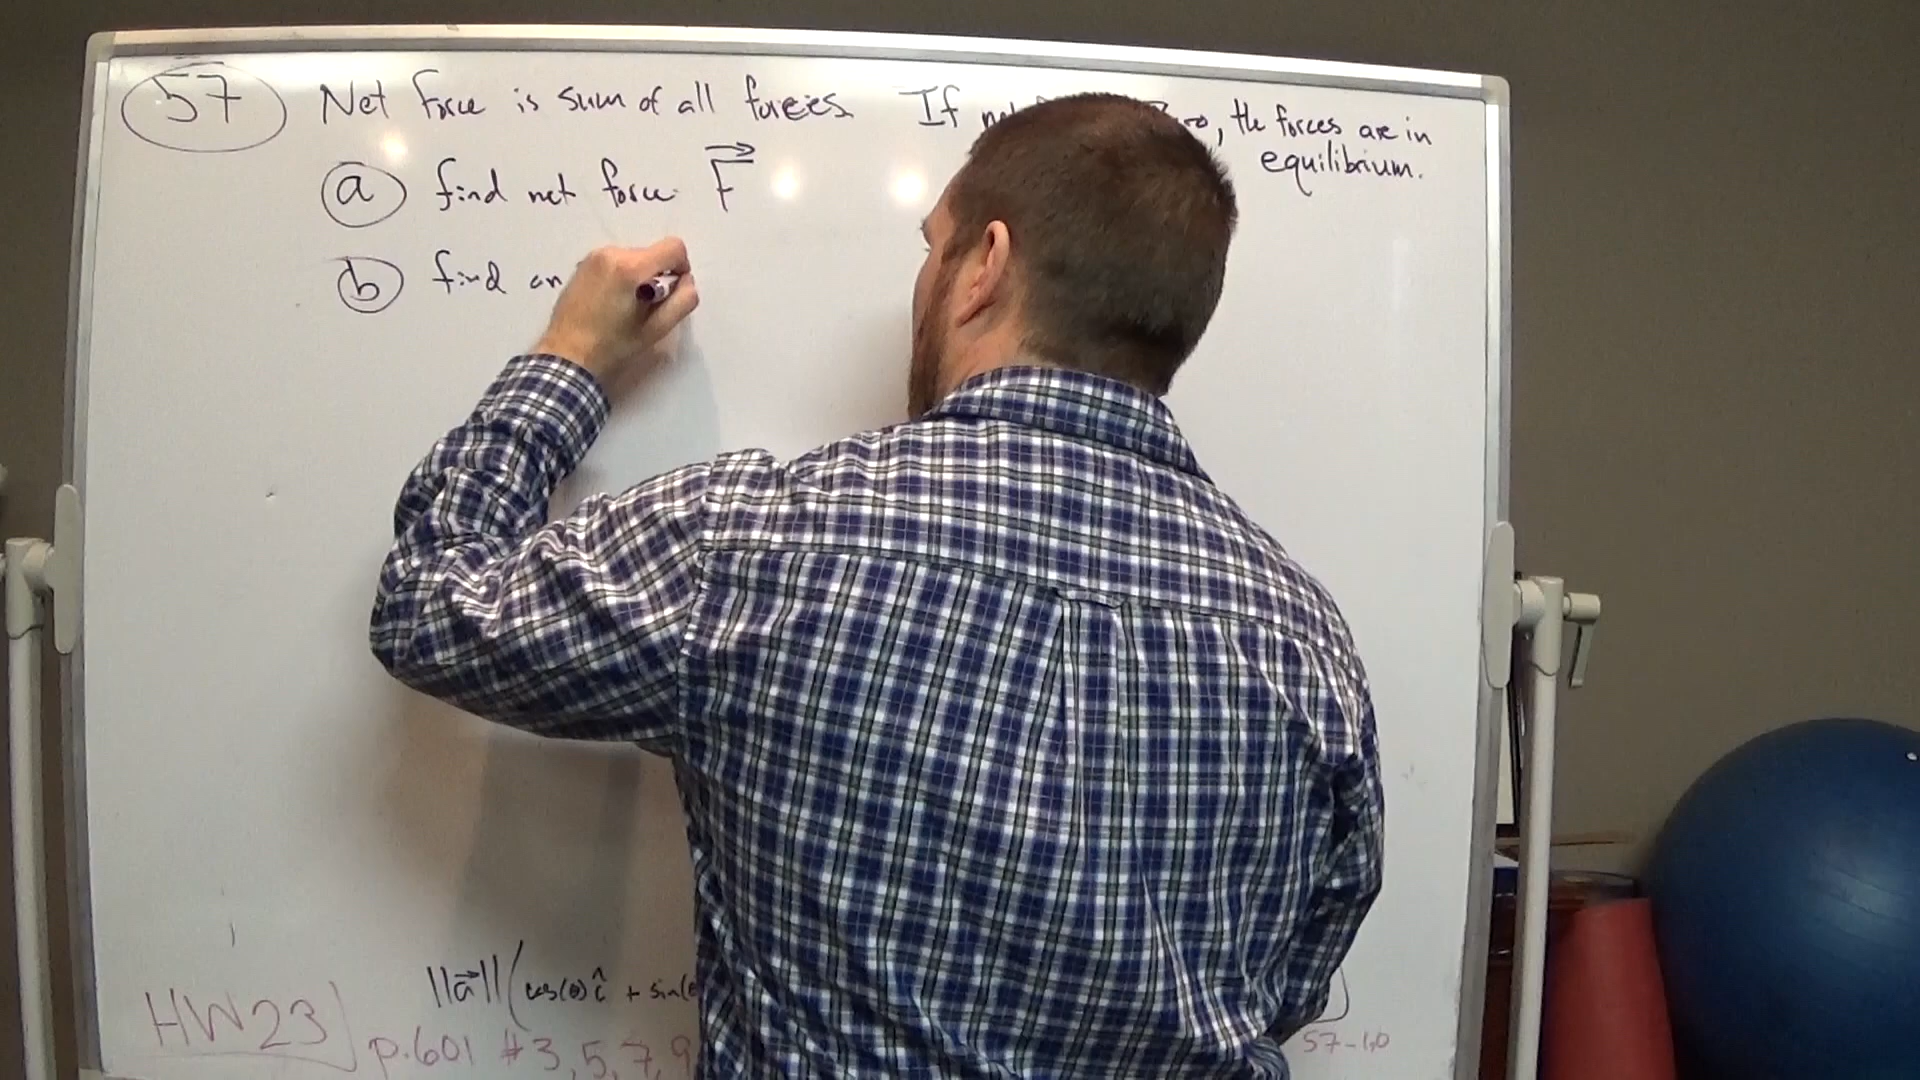 57 Net Force is sum of all forces. If the forces are in
equilibrium.
a find net force F⃗
b find an
||a⃗||(cos(θ)î + sin(θ
HW23 p.601 #3,5,7,9 57-60